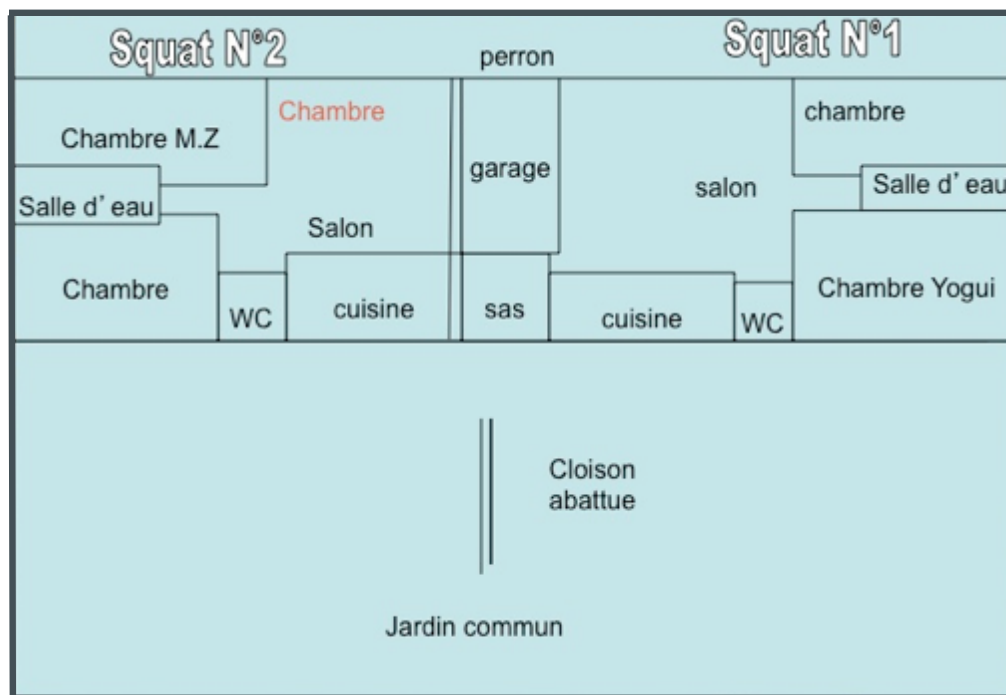 Squat N°2
Squat N°1
perron
Chambre
chambre
Chambre M.Z
garage
salon
Salle d’ eau
Salle d’ eau
Salon
Chambre
Chambre Yogui
WC
cuisine
sas
cuisine
WC
Cloison
abattue
Jardin commun